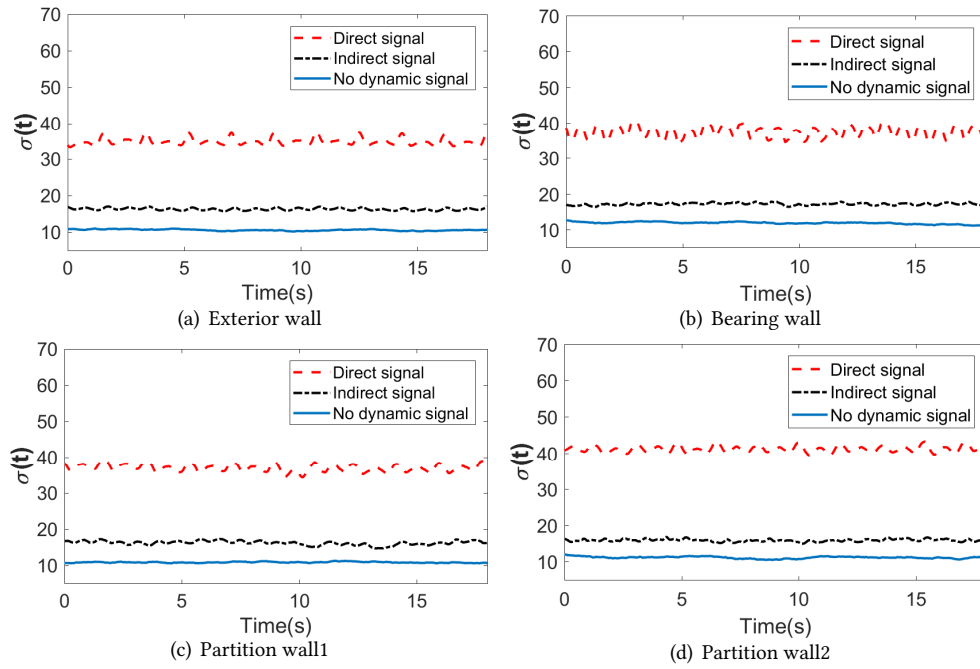 70
60
50
40
30
20
10
σ(t)
Direct signal
Indirect signal
No dynamic signal
0
5
10
15
Time(s)
(a) Exterior wall
70
60
50
40
30
20
10
σ(t)
Direct signal
Indirect signal
No dynamic signal
0
5
10
15
Time(s)
(b) Bearing wall
70
60
50
40
30
20
10
σ(t)
Direct signal
Indirect signal
No dynamic signal
0
5
10
15
Time(s)
(c) Partition wall1
70
60
50
40
30
20
10
σ(t)
Direct signal
Indirect signal
No dynamic signal
0
5
10
15
Time(s)
(d) Partition wall2